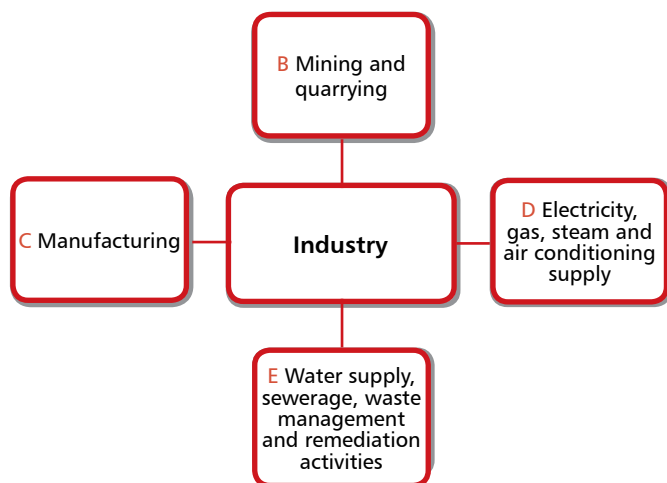 B Mining and
quarrying
C Manufacturing
Industry
D Electricity,
gas, steam and
air conditioning
supply
E Water supply,
sewerage, waste
management
and remediation
activities